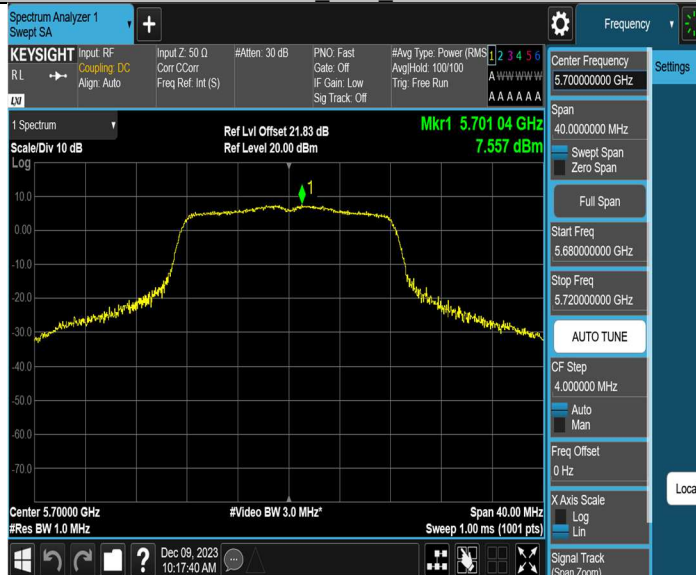 Spectrum Analyzer 1
Swept SA
Frequency
KEYSIGHT
RL
LXI
Input: RF
Coupling: DC
Align: Auto
Input Z: 50 Ω
Corr CCorr
Freq Ref: Int (S)
#Atten: 30 dB
PNO: Fast
Gate: Off
IF Gain: Low
Sig Track: Off
#Avg Type: Power (RMS
Avg|Hold: 100/100
Trig: Free Run
1 2 3 4 5 6
A W W W W W
A A A A A A
1 Spectrum
Scale/Div 10 dB
Log
Ref Lvl Offset 21.83 dB
Ref Level 20.00 dBm
Mkr1 5.701 04 GHz
7.557 dBm
1
10.0
0.00
-10.0
-20.0
-30.0
-40.0
-50.0
-60.0
-70.0
Center 5.70000 GHz
#Res BW 1.0 MHz
#Video BW 3.0 MHz*
Span 40.00 MHz
Sweep 1.00 ms (1001 pts)
Dec 09, 2023
10:17:40 AM
Center Frequency
5.700000000 GHz
Span
40.0000000 MHz
Swept Span
Zero Span
Full Span
Start Freq
5.680000000 GHz
Stop Freq
5.720000000 GHz
AUTO TUNE
CF Step
4.000000 MHz
Auto
Man
Freq Offset
0 Hz
X Axis Scale
Log
Lin
Signal Track
(Span Zoom)
Settings
Loca